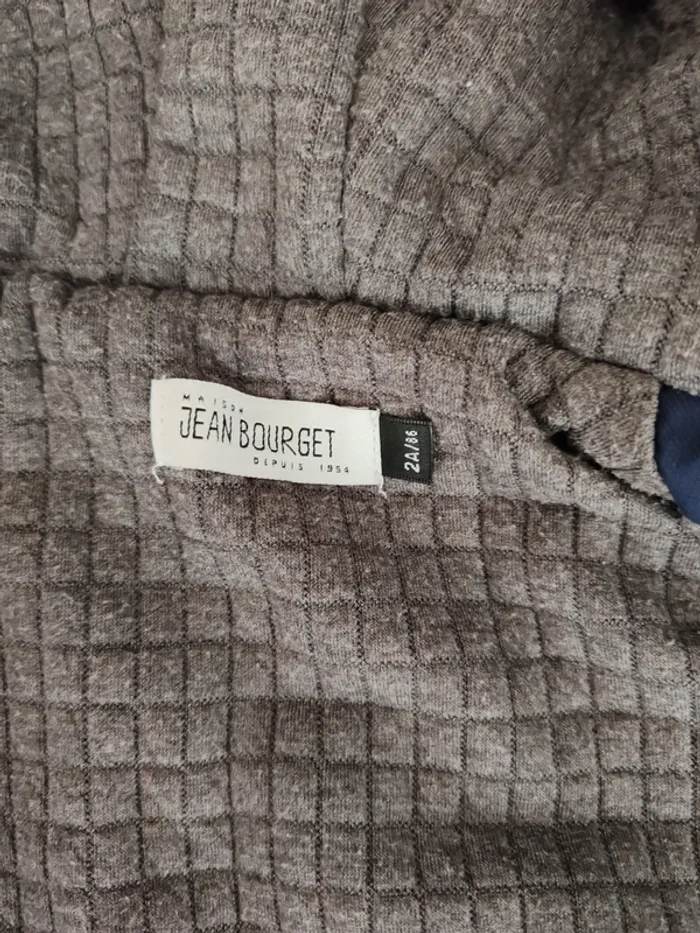 MAISON
JEAN BOURGET
DEPUIS 1954
2A/86